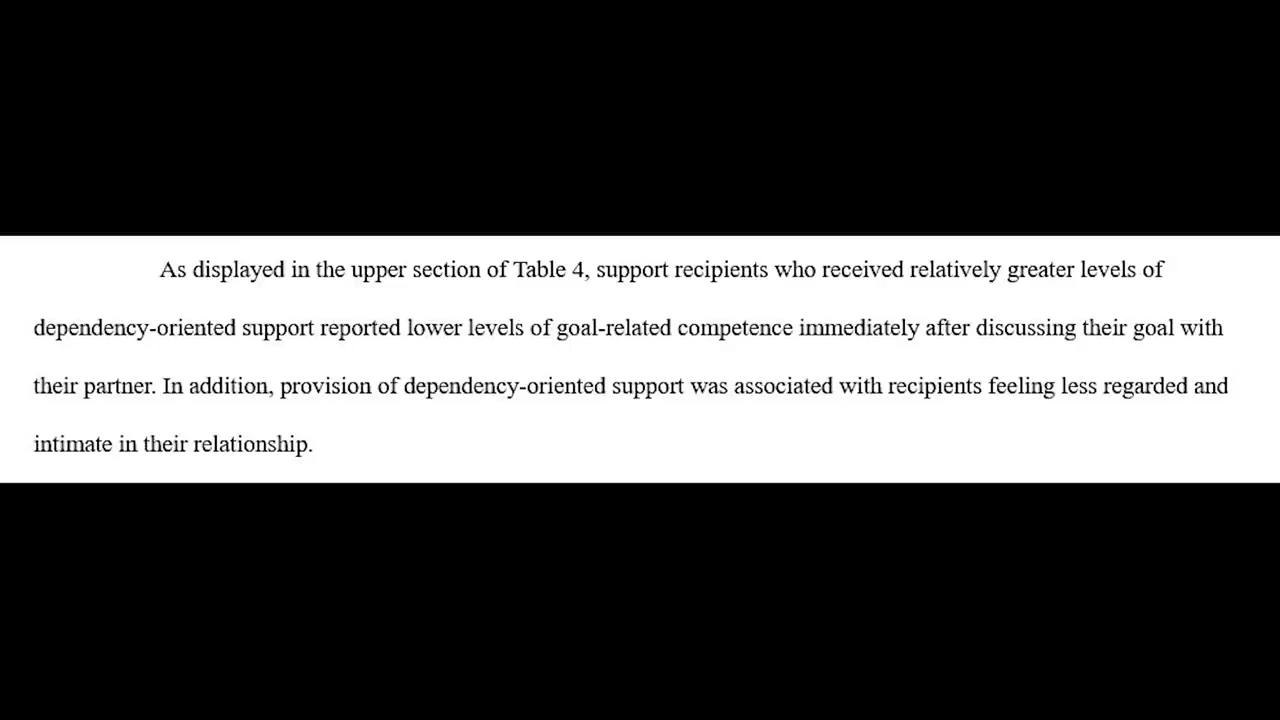 As displayed in the upper section of Table 4, support recipients who received relatively greater levels of
dependency-oriented support reported lower levels of goal-related competence immediately after discussing their goal with
their partner. In addition, provision of dependency-oriented support was associated with recipients feeling less regarded and
intimate in their relationship.